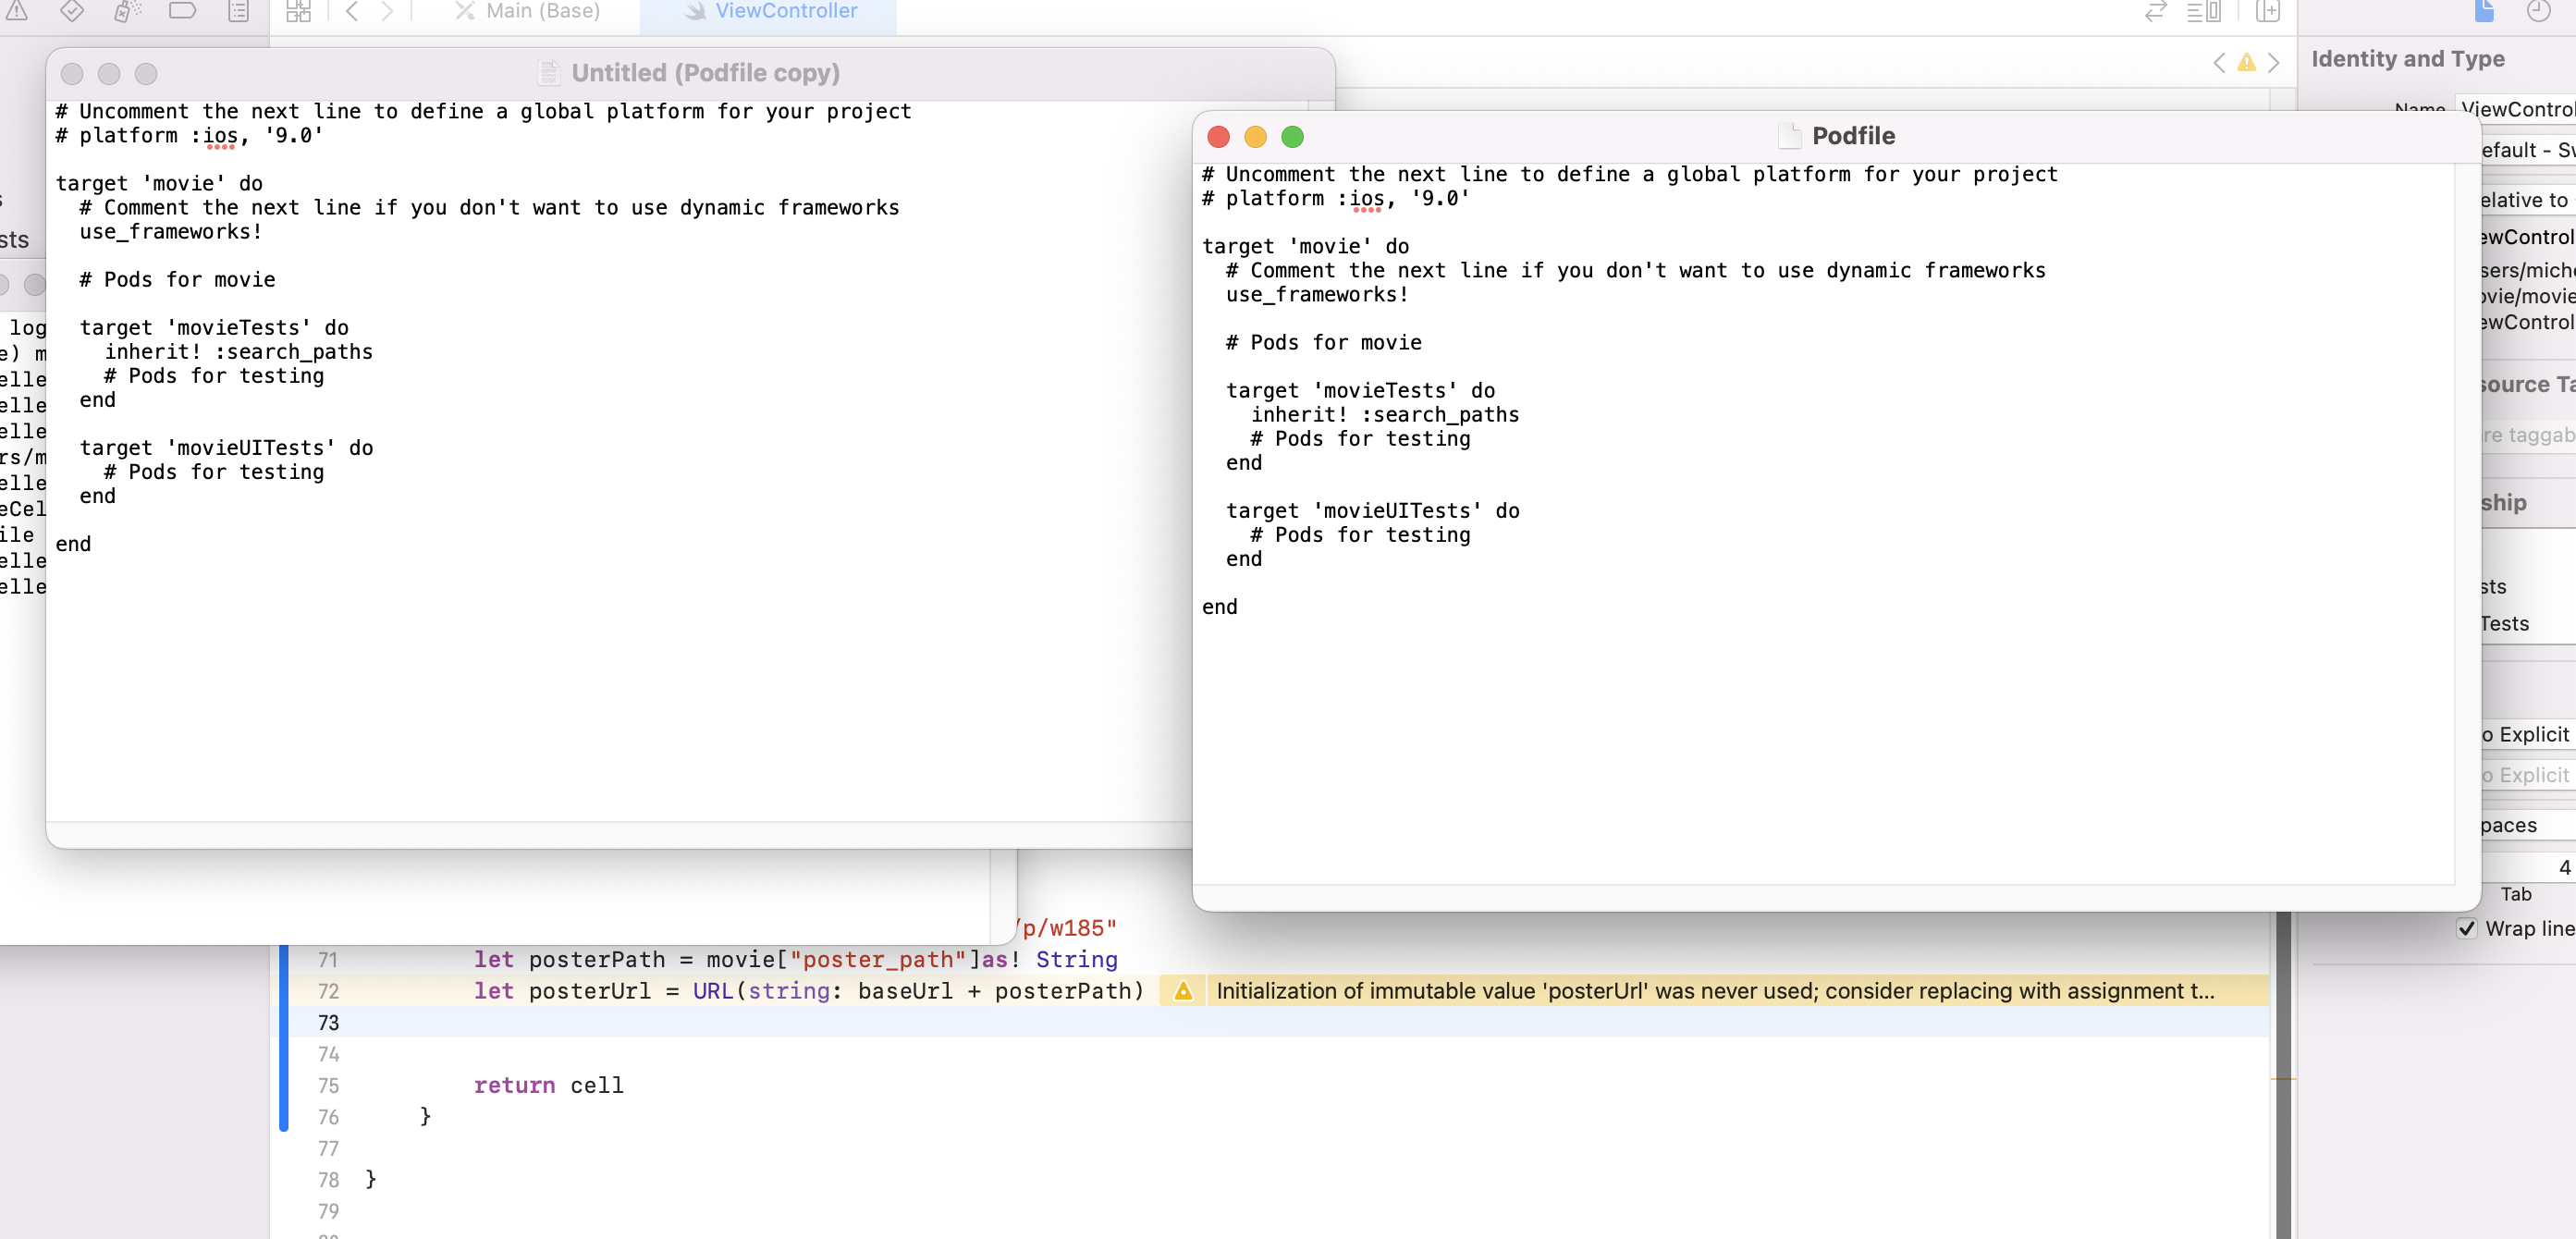 Main (Base)
ViewController
Untitled (Podfile copy)
# Uncomment the next line to define a global platform for your project
# platform :ios, '9.0'
target 'movie' do
# Comment the next line if you don't want to use dynamic frameworks
use_frameworks!
# Pods for movie
target 'movieTests' do
inherit! :search_paths
# Pods for testing
end
target 'movieUITests' do
# Pods for testing
end
end
Podfile
# Uncomment the next line to define a global platform for your project
# platform :ios, '9.0'
target 'movie' do
# Comment the next line if you don't want to use dynamic frameworks
use_frameworks!
# Pods for movie
target 'movieTests' do
inherit! :search_paths
# Pods for testing
end
target 'movieUITests' do
# Pods for testing
end
end
sts
log
e) m
elle
elle
elle
rs/m
elle
eCel
ile
elle
elle
/p/w185"
71 let posterPath = movie["poster_path"]as! String
72 let posterUrl = URL(string: baseUrl + posterPath) Initialization of immutable value 'posterUrl' was never used; consider replacing with assignment t...
73
74
75 return cell
76 }
77
78 }
79
Identity and Type
Name ViewControl
efault - Sw
elative to
ewControl
sers/mich
ovie/movie
ewControl
source Ta
re taggab
ship
sts
Tests
o Explicit
o Explicit
paces
4
Tab
Wrap line